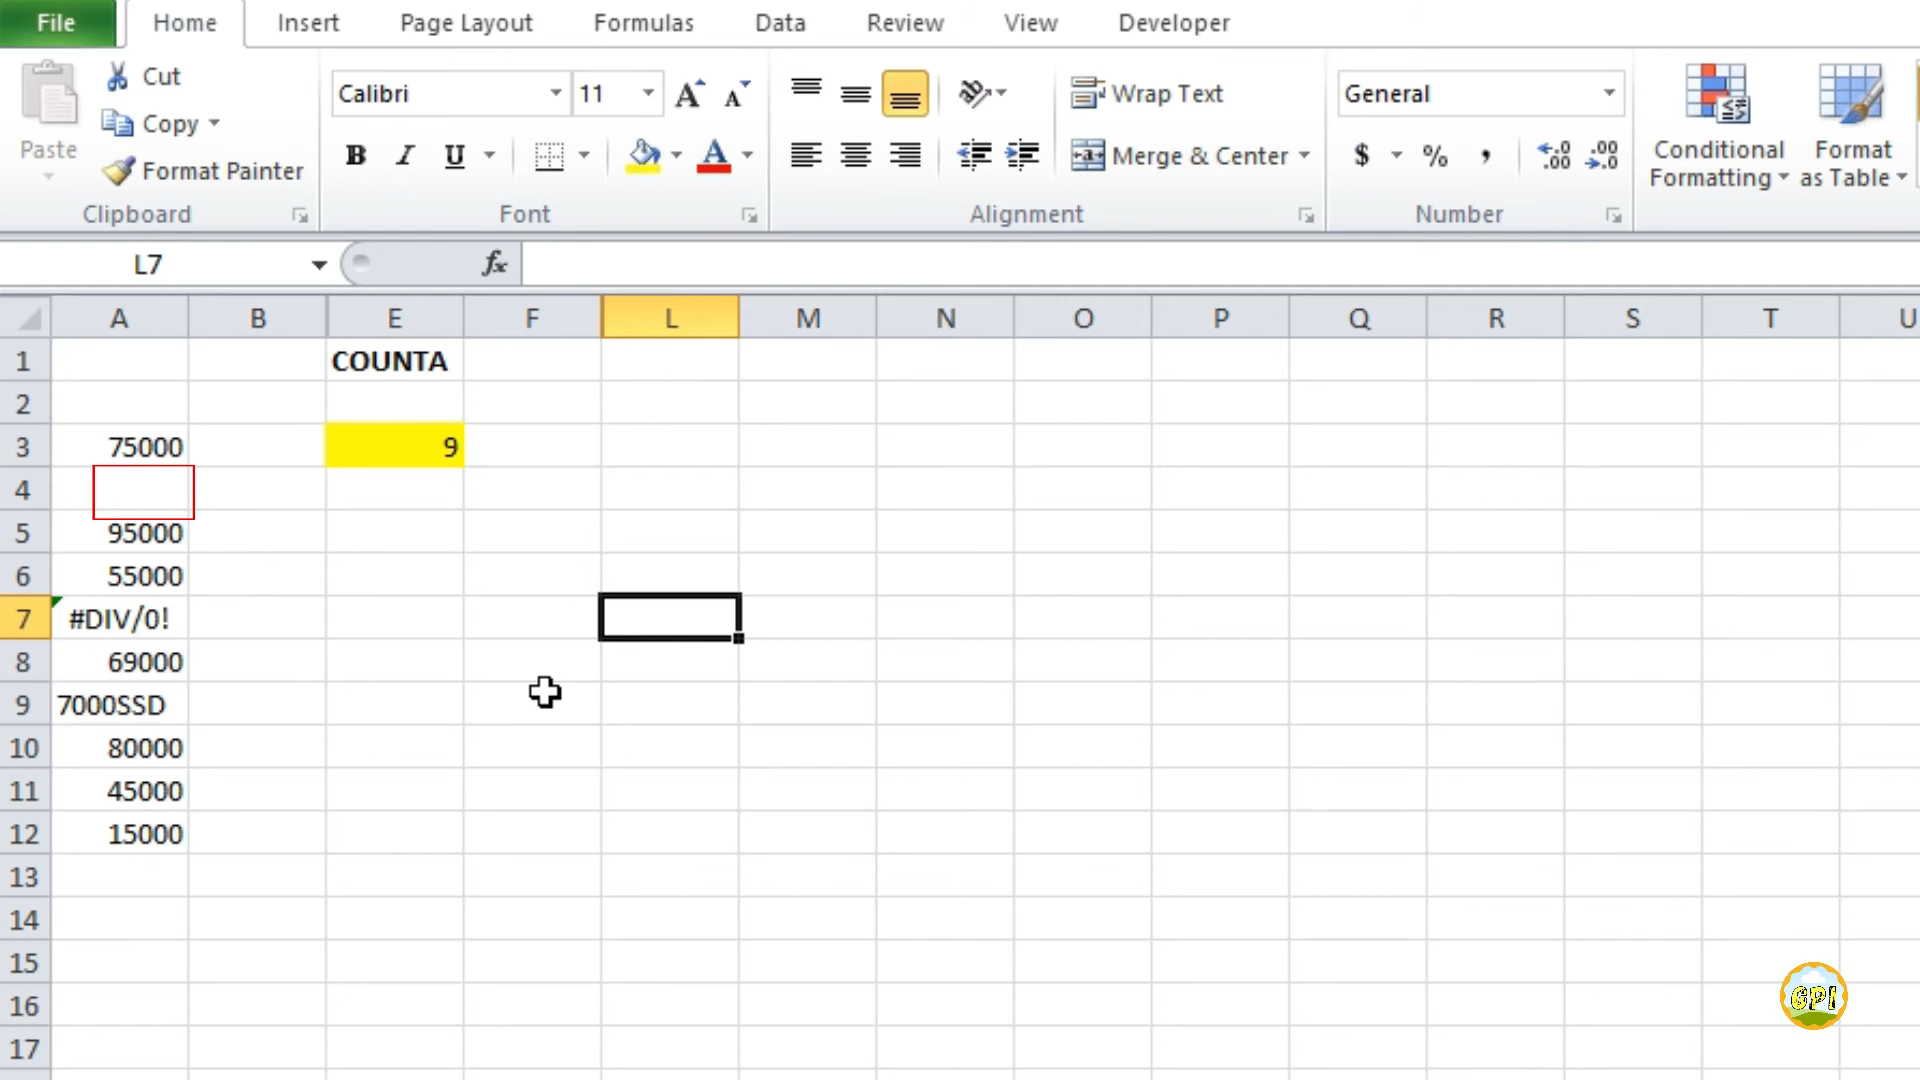 File Home Insert Page Layout Formulas Data Review View Developer
Cut
Copy
Format Painter
Paste
Clipboard
Calibri 11
B I U
Font
Wrap Text
Merge & Center
Alignment
General
$ % ,
Number
Conditional Formatting
Format as Table
L7 fx
A B E F L M N O P Q R S T U
1 COUNTA
2
3 75000 9
4
5 95000
6 55000
7 #DIV/0!
8 69000
9 7000SSD
10 80000
11 45000
12 15000
13
14
15
16
17
GPI